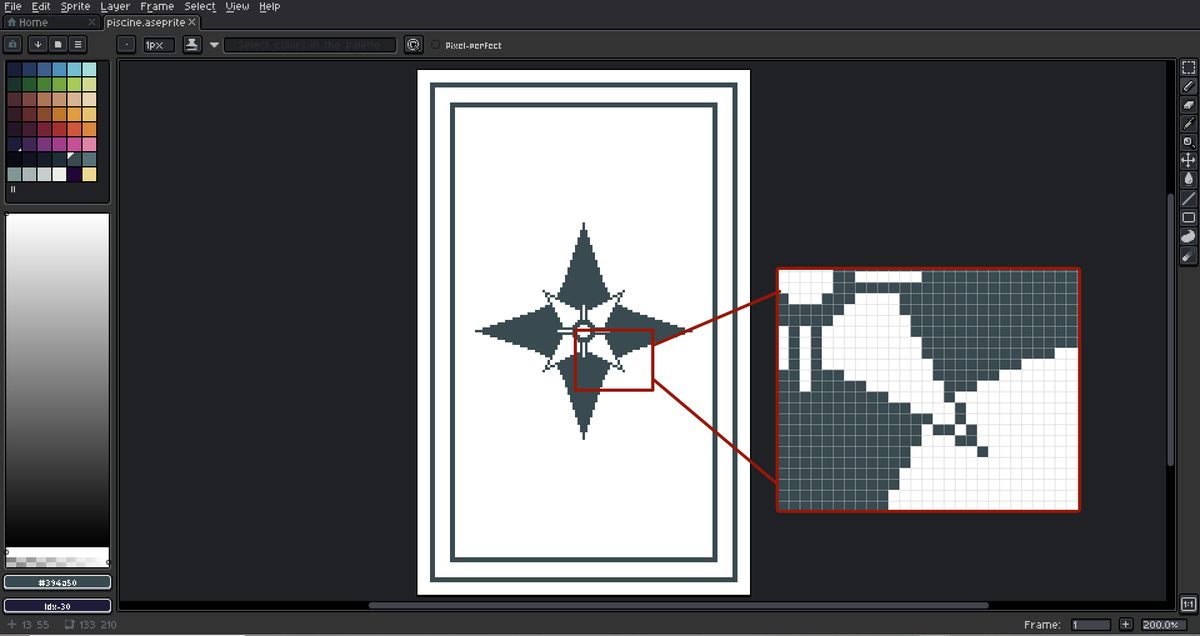 File Edit Sprite Layer Frame Select View Help
Home piscine.aseprite
1px Select colors in the palette Pixel-perfect
#394a50
Idx-30
13 55 133 210 Frame: 1 200.0% 1:1